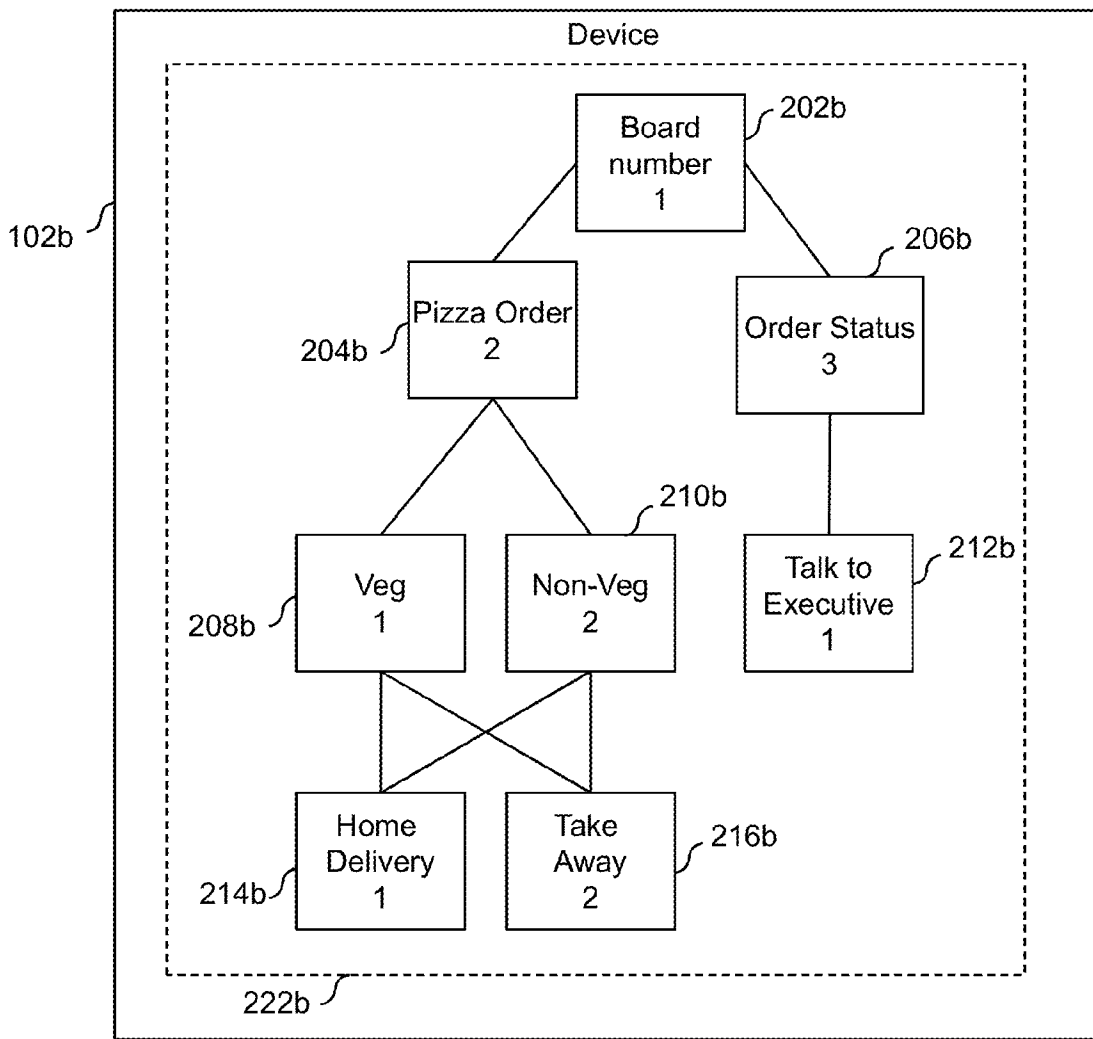 Device
202b
Board
number
1
102b
206b
Pizza Order
2
204b
Order Status
3
210b
Veg
1
208b
Non-Veg
2
Talk to
Executive
1
212b
Home
Delivery
1
214b
Take
Away
2
216b
222b